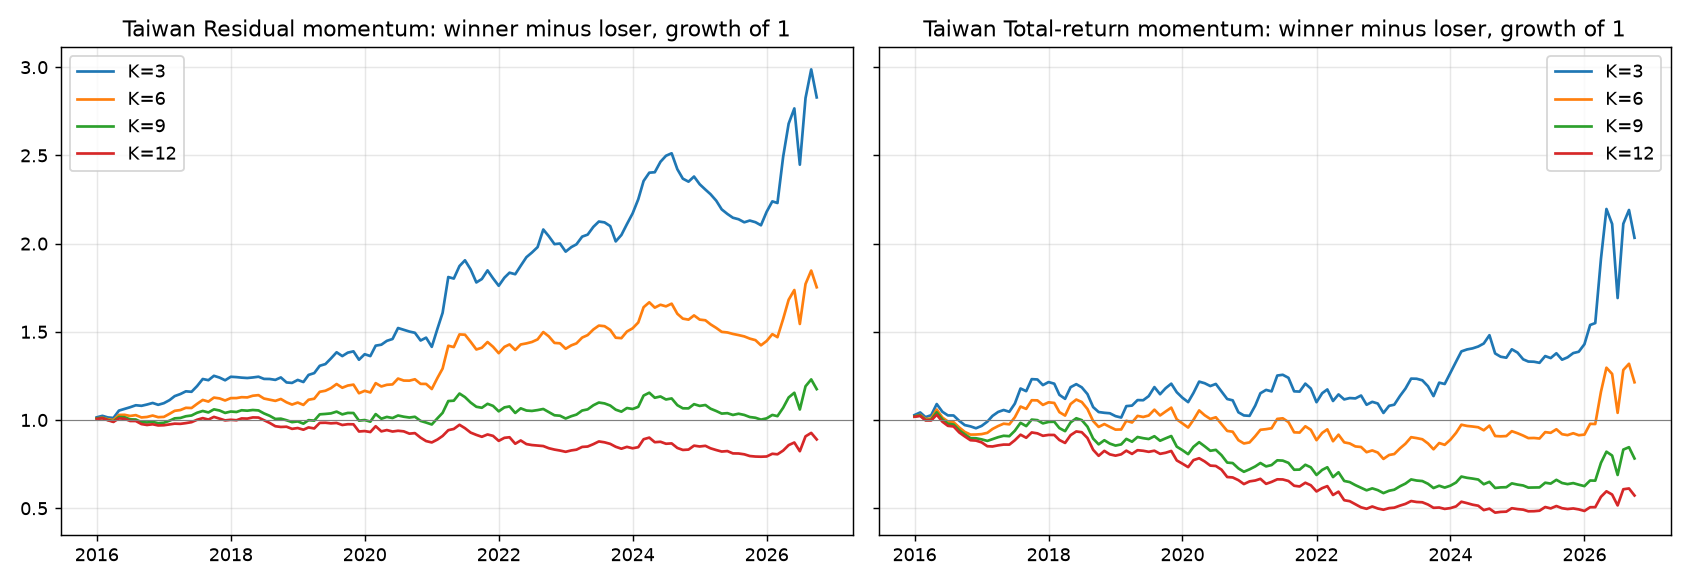 Taiwan Residual momentum: winner minus loser, growth of 1
K=3
K=6
K=9
K=12
3.0
2.5
2.0
1.5
1.0
0.5
2016 2018 2020 2022 2024 2026
Taiwan Total-return momentum: winner minus loser, growth of 1
K=3
K=6
K=9
K=12
2016 2018 2020 2022 2024 2026